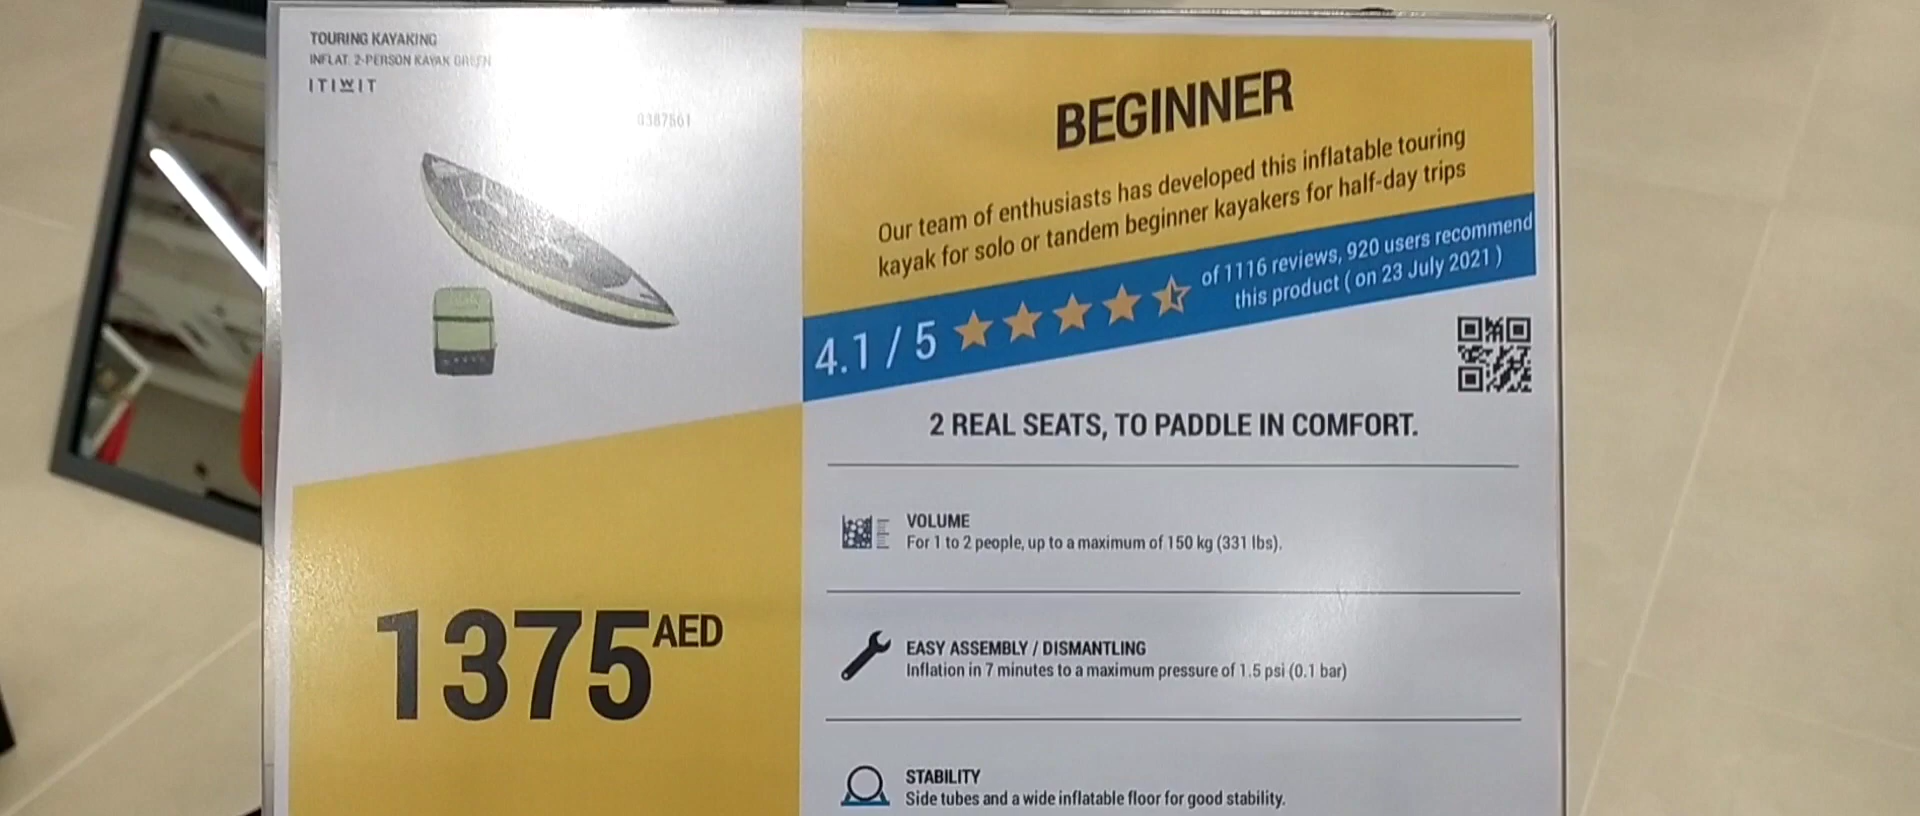 TOURING KAYAKING
INFLAT. 2-PERSON KAYAK GREEN
ITIWIT
BEGINNER
Our team of enthusiasts has developed this inflatable touring
kayak for solo or tandem beginner kayakers for half-day trips
4.1 / 5
of 1116 reviews, 920 users recommend
this product ( on 23 July 2021 )
2 REAL SEATS, TO PADDLE IN COMFORT.
VOLUME
For 1 to 2 people, up to a maximum of 150 kg (331 lbs).
EASY ASSEMBLY / DISMANTLING
Inflation in 7 minutes to a maximum pressure of 1.5 psi (0.1 bar)
STABILITY
Side tubes and a wide inflatable floor for good stability.
1375 AED